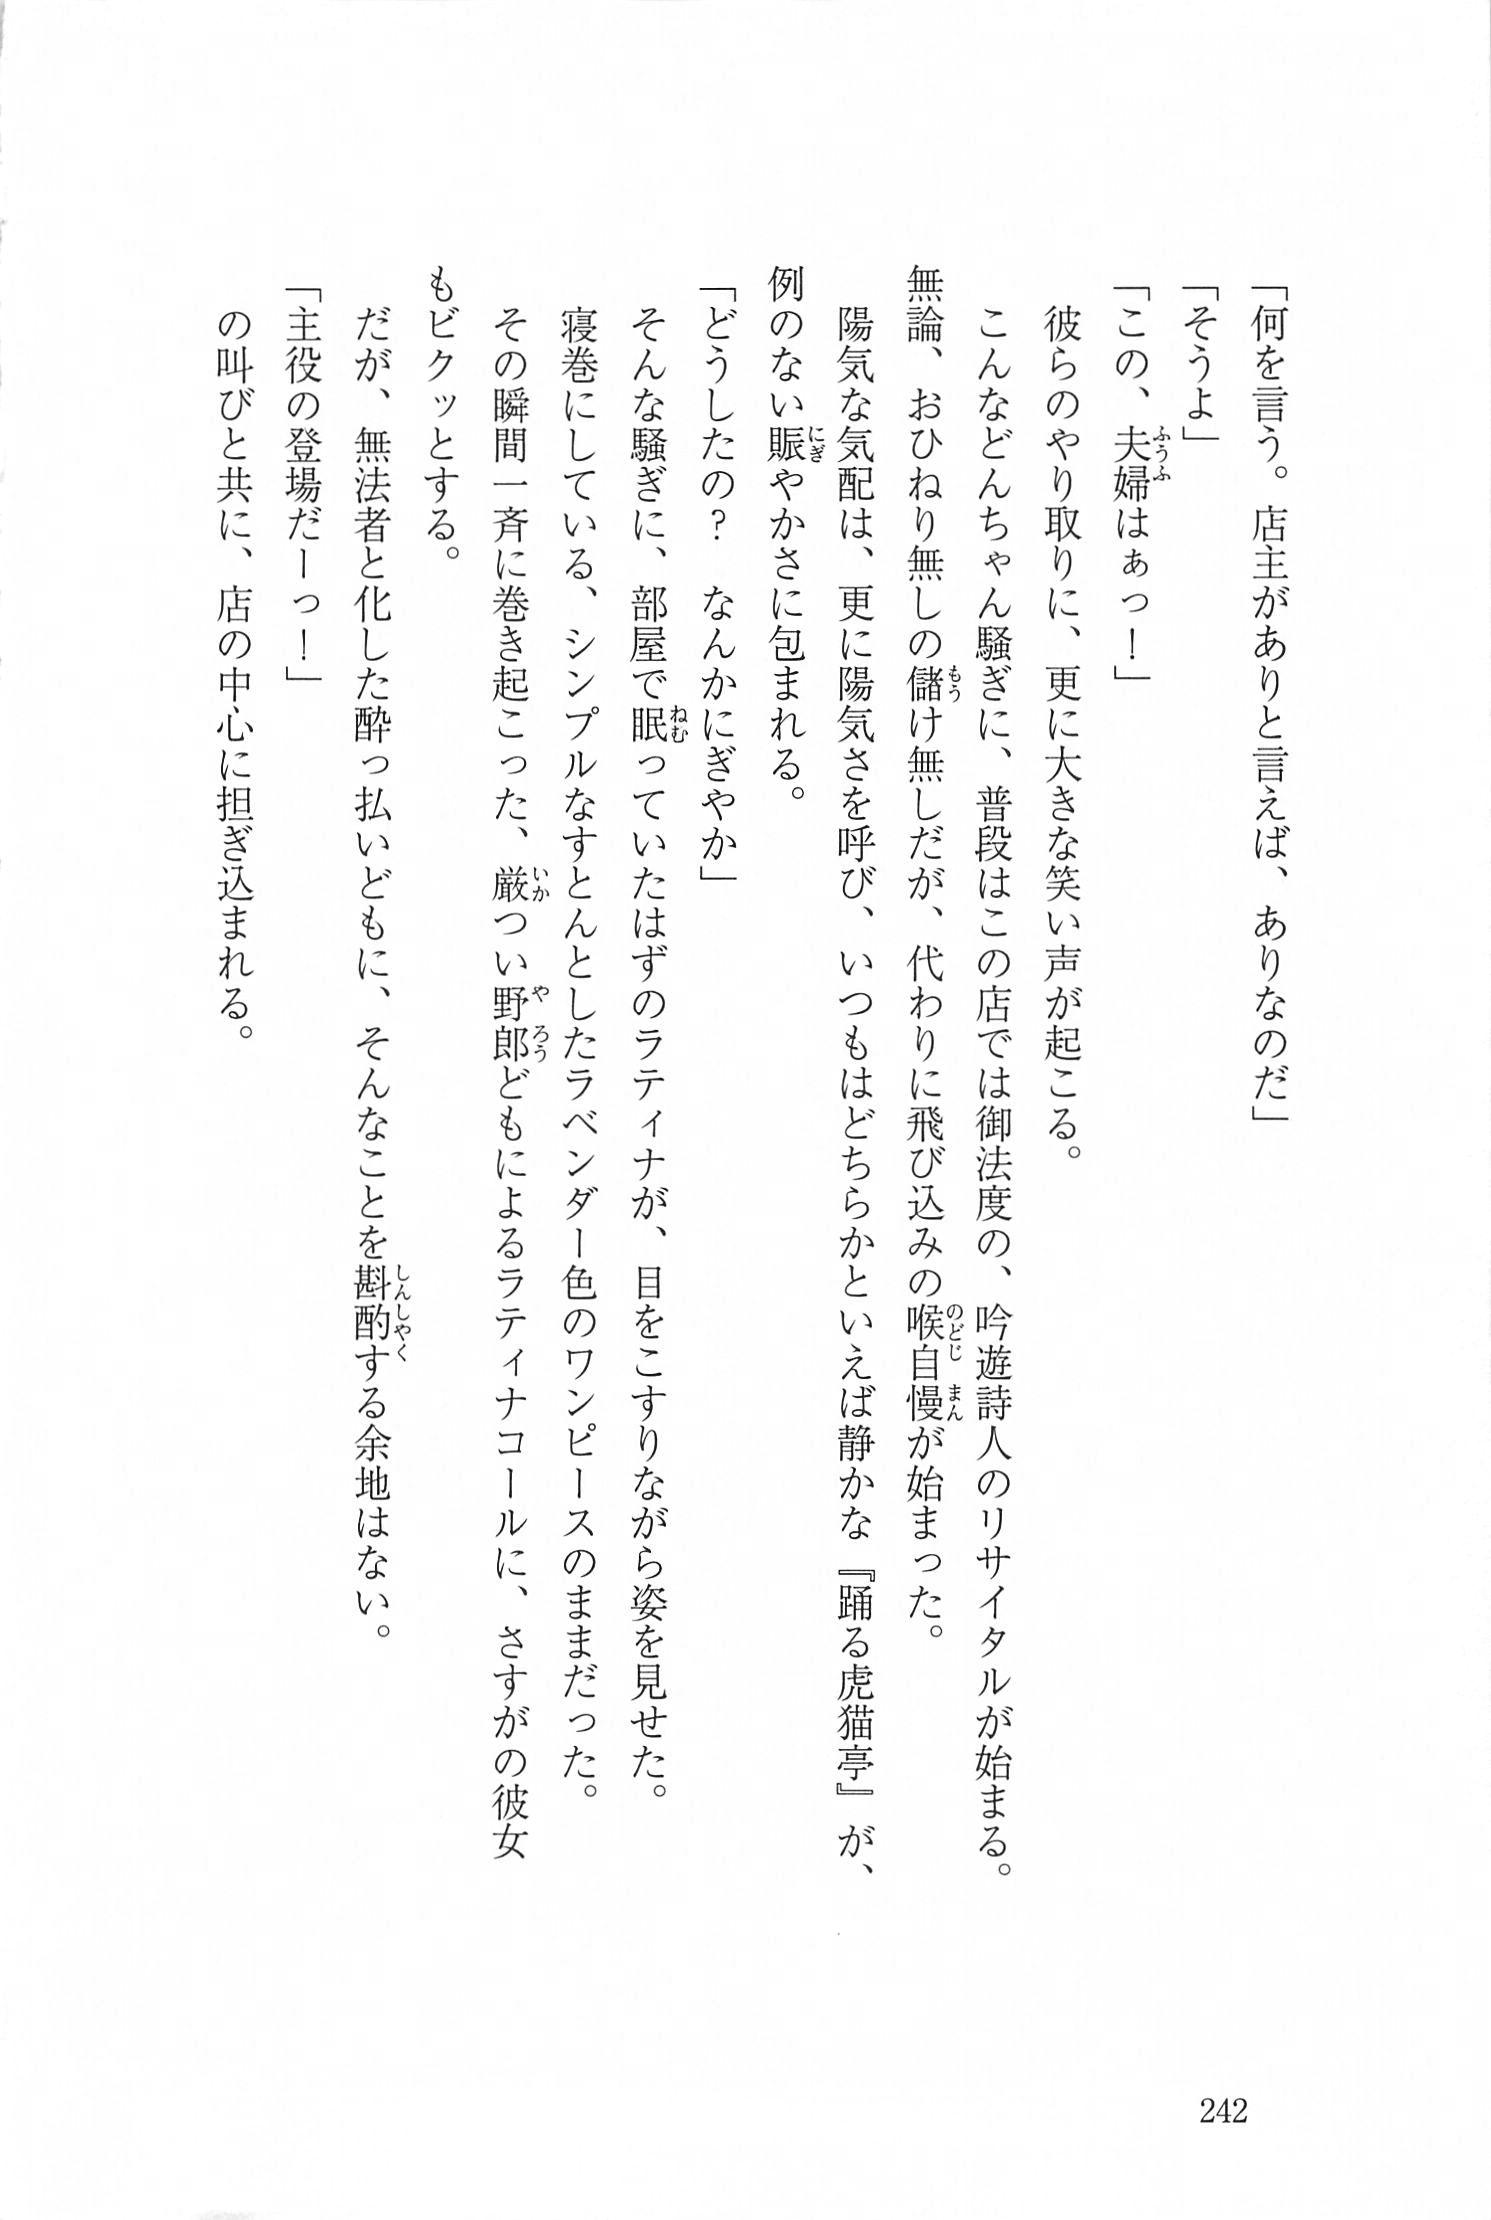 「何を言う。店主がありと言えば、ありなのだ」
「そうよ」
「この、夫婦はぁっ！」
彼らのやり取りに、更に大きな笑い声が起こる。
こんなどんちゃん騒ぎに、普段はこの店では御法度の、吟遊詩人のリサイタルが始まる。
無論、おひねり無しの儲け無しだが、代わりに飛び込みの喉自慢が始まった。
陽気な気配は、更に陽気さを呼び、いつもはどちらかといえば静かな『踊る虎猫亭』が、
例のない賑やかさに包まれる。
「どうしたの？　なんかにぎやか」
そんな騒ぎに、部屋で眠っていたはずのラティナが、目をこすりながら姿を見せた。
寝巻にしている、シンプルなすとんとしたラベンダー色のワンピースのままだった。
その瞬間一斉に巻き起こった、厳つい野郎どもによるラティナコールに、さすがの彼女
もビクッとする。
だが、無法者と化した酔っ払いどもに、そんなことを斟酌する余地はない。
「主役の登場だーっ！」
の叫びと共に、店の中心に担ぎ込まれる。
242